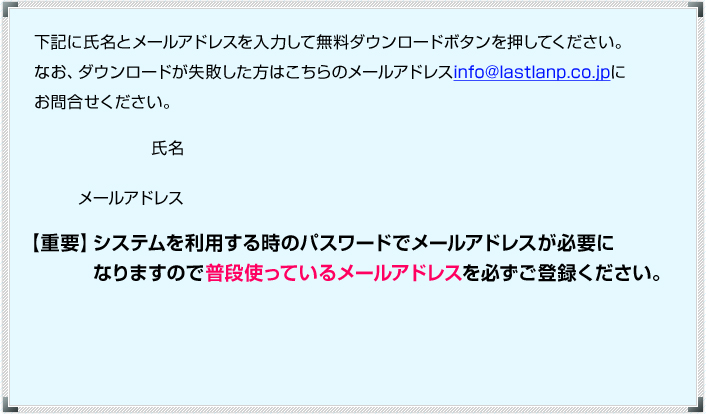 下記に氏名とメールアドレスを入力して無料ダウンロードボタンを押してください。
なお、ダウンロードが失敗した方はこちらのメールアドレスinfo@lastlanp.co.jpに
お問合せください。
氏名
メールアドレス
【重要】システムを利用する時のパスワードでメールアドレスが必要に
なりますので普段使っているメールアドレスを必ずご登録ください。